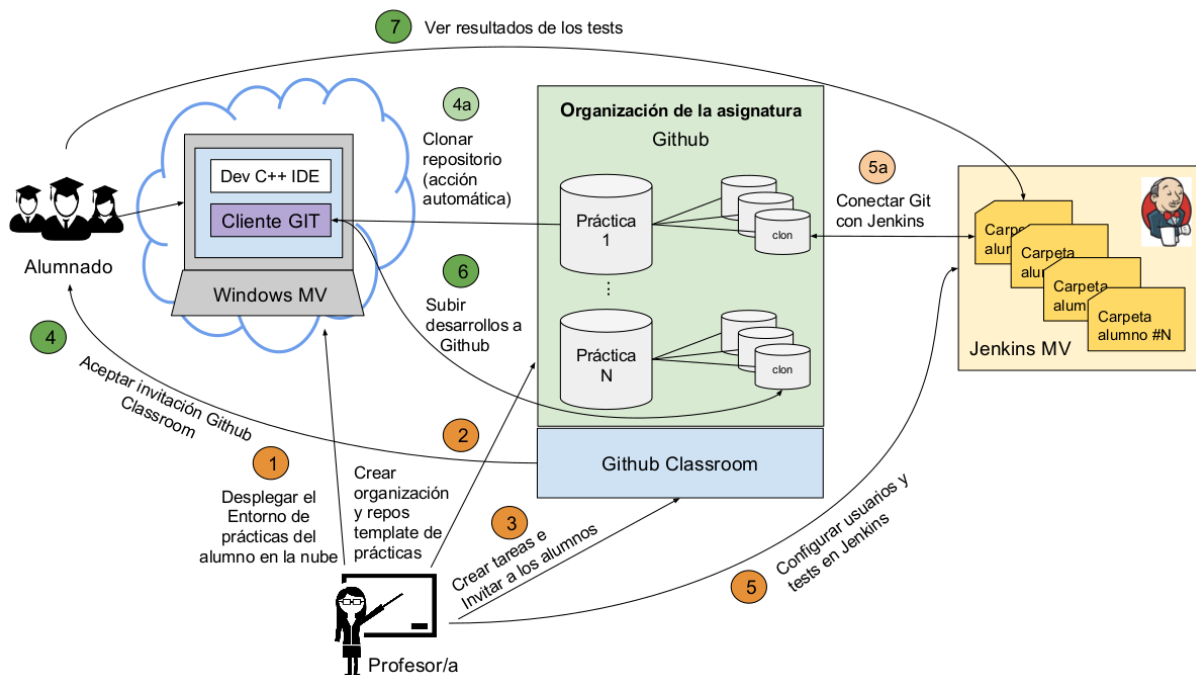 7
Ver resultados de los tests
4a
Clonar
repositorio
(acción
automática)
Organización de la asignatura
Github
5a
Conectar Git
con Jenkins
Dev C++ IDE
Cliente GIT
Windows MV
Alumnado
Práctica
1
clon
⋮
Práctica
N
clon
Carpeta
alum
Carpeta
alum
Carpeta
alum
Carpeta
alumno #N
Jenkins MV
6
Subir
desarrollos a
Github
4
Aceptar invitación Github
Classroom
Github Classroom
1
Desplegar el
Entorno de
prácticas del
alumno en la nube
2
Crear
organización
y repos
template de
prácticas
3
Crear tareas e
Invitar a los alumnos
5
Configurar usuarios y
tests en Jenkins
Profesor/a